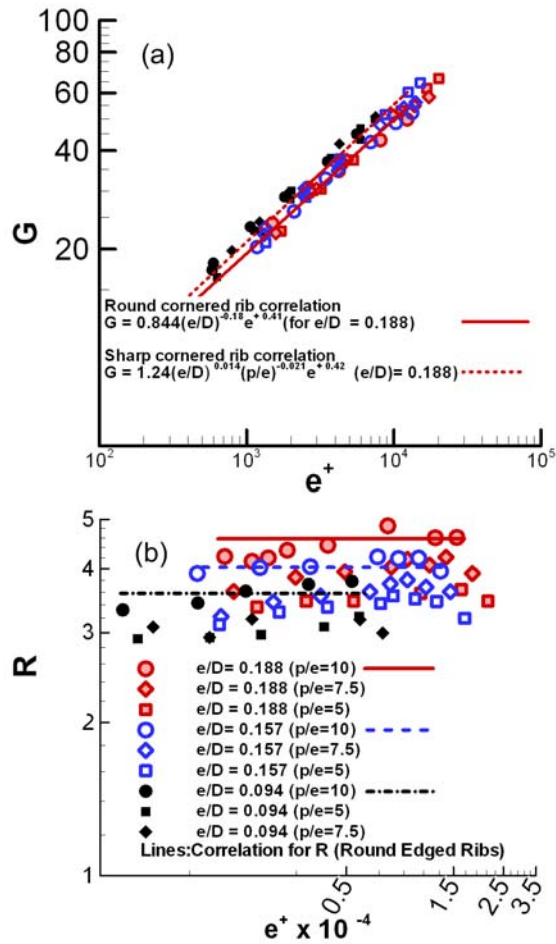 100
80
60
40
20
G
(a)
Round cornered rib correlation
G = 0.844(e/D)^-0.18 e^+ 0.41 (for e/D = 0.188)
Sharp cornered rib correlation
G = 1.24(e/D)^0.014 (p/e)^-0.021 e^+ 0.42 (e/D)= 0.188)
10^2 10^3 10^4 10^5
e^+
5
4
3
2
1
R
(b)
e/D= 0.188 (p/e=10)
e/D = 0.188 (p/e=7.5)
e/D = 0.188 (p/e=5)
e/D = 0.157 (p/e=10)
e/D = 0.157 (p/e=7.5)
e/D = 0.157 (p/e=5)
e/D = 0.094 (p/e=10)
e/D = 0.094 (p/e=5)
e/D = 0.094 (p/e=7.5)
Lines:Correlation for R (Round Edged Ribs)
0.5 1.5 2.5 3.5
e^+ x 10^-4